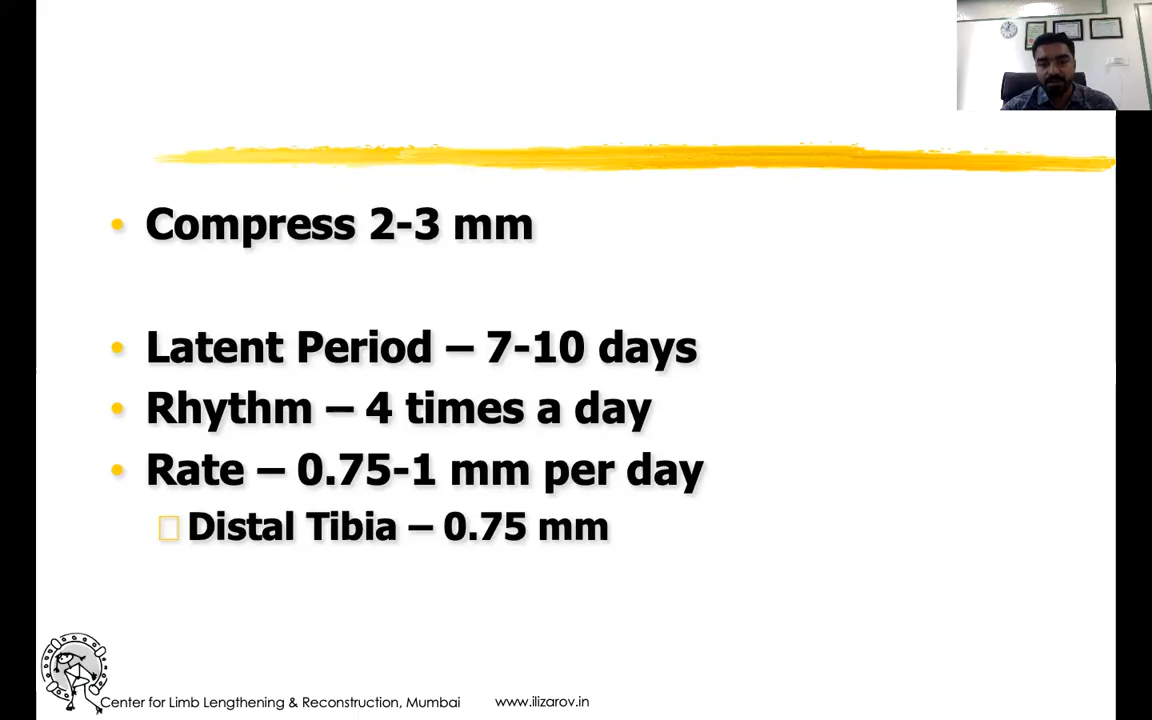 • Compress 2-3 mm
• Latent Period – 7-10 days
• Rhythm – 4 times a day
• Rate – 0.75-1 mm per day
Distal Tibia – 0.75 mm
Center for Limb Lengthening & Reconstruction, Mumbai www.ilizarov.in